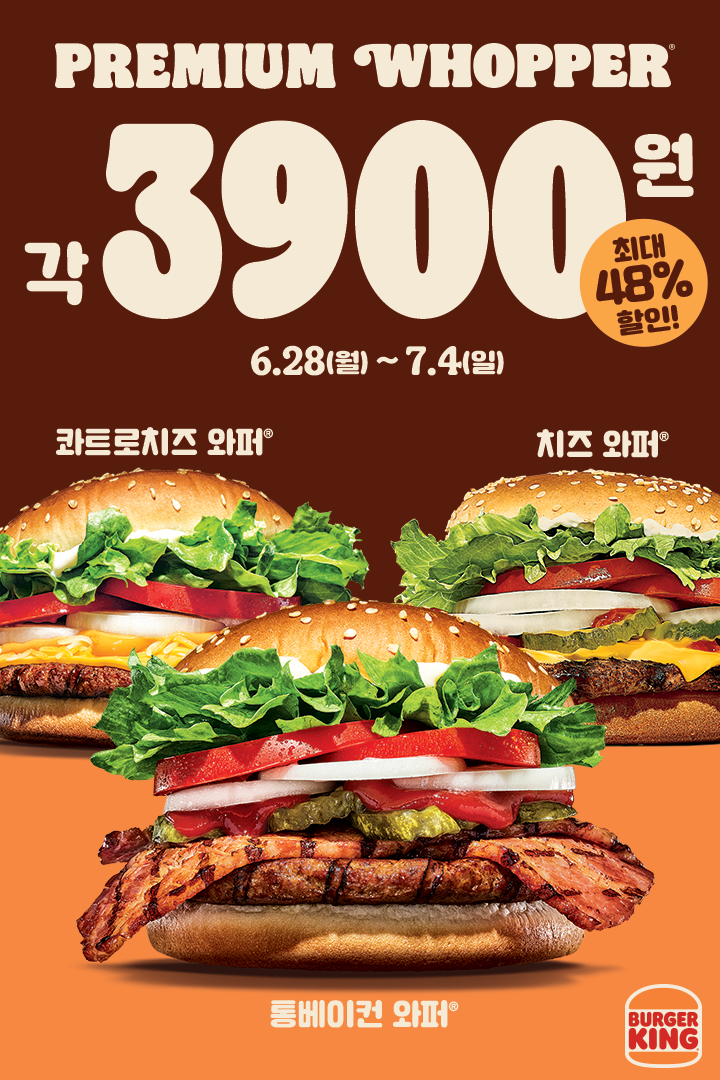 PREMIUM WHOPPER®
각 3900원
최대
48%
할인!
6.28(월) ~ 7.4(일)
콰트로치즈 와퍼®
치즈 와퍼®
통베이컨 와퍼®
BURGER
KING